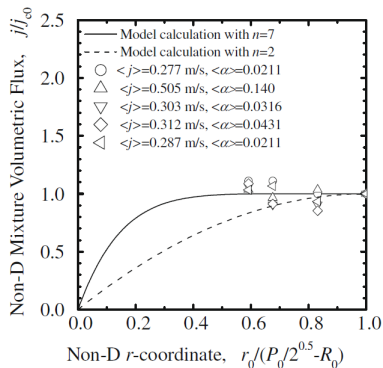 Non-D Mixture Volumetric Flux, j/j_c0
2.5
2.0
1.5
1.0
0.5
0.0
Model calculation with n=7
Model calculation with n=2
<j>=0.277 m/s, <α>=0.0211
<j>=0.505 m/s, <α>=0.140
<j>=0.303 m/s, <α>=0.0316
<j>=0.312 m/s, <α>=0.0431
<j>=0.287 m/s, <α>=0.0211
0.0 0.2 0.4 0.6 0.8 1.0
Non-D r-coordinate, r_0/(P_0/2^0.5-R_0)